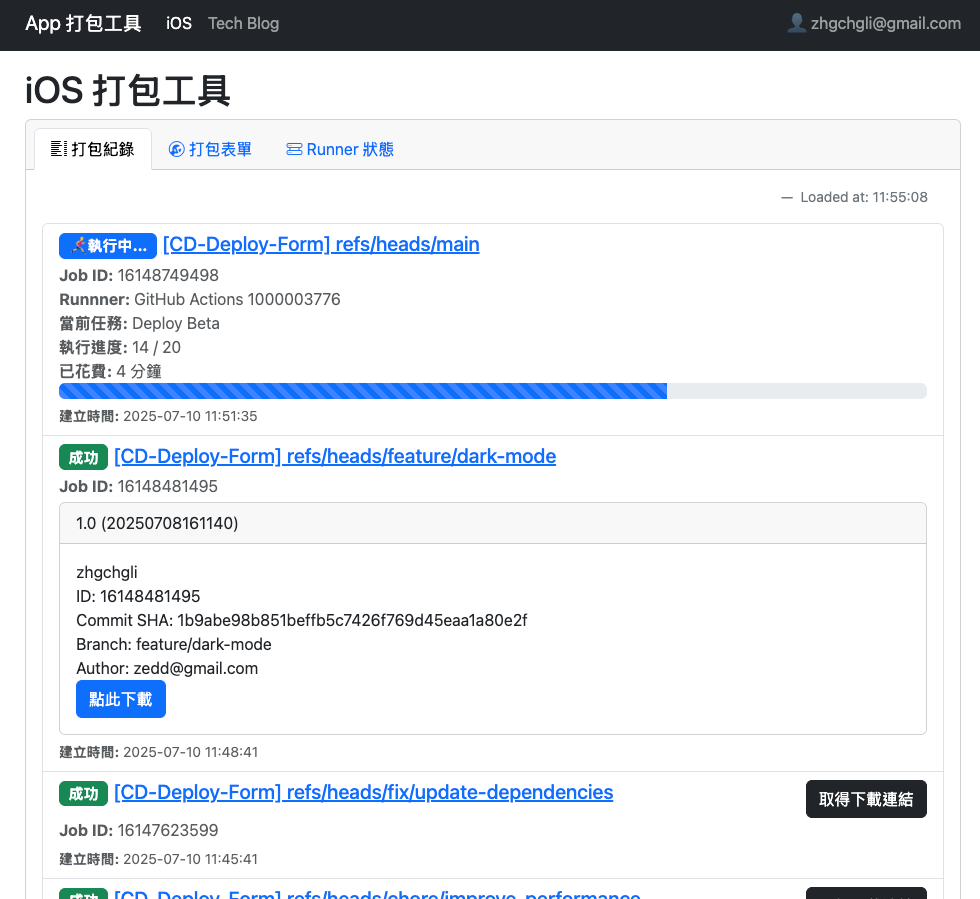 App 打包工具 iOS Tech Blog 👤 zhgchgli@gmail.com
iOS 打包工具
打包紀錄 打包表單 Runner 狀態
— Loaded at: 11:55:08
🏃執行中... [CD-Deploy-Form] refs/heads/main
Job ID: 16148749498
Runnner: GitHub Actions 1000003776
當前任務: Deploy Beta
執行進度: 14 / 20
已花費: 4 分鐘
建立時間: 2025-07-10 11:51:35
成功 [CD-Deploy-Form] refs/heads/feature/dark-mode
Job ID: 16148481495
1.0 (20250708161140)
zhgchgli
ID: 16148481495
Commit SHA: 1b9abe98b851beffb5c7426f769d45eaa1a80e2f
Branch: feature/dark-mode
Author: zedd@gmail.com
點此下載
建立時間: 2025-07-10 11:48:41
成功 [CD-Deploy-Form] refs/heads/fix/update-dependencies 取得下載連結
Job ID: 16147623599
建立時間: 2025-07-10 11:45:41
成功 [CD-Deploy-Form] refs/heads/chore/improve-performance